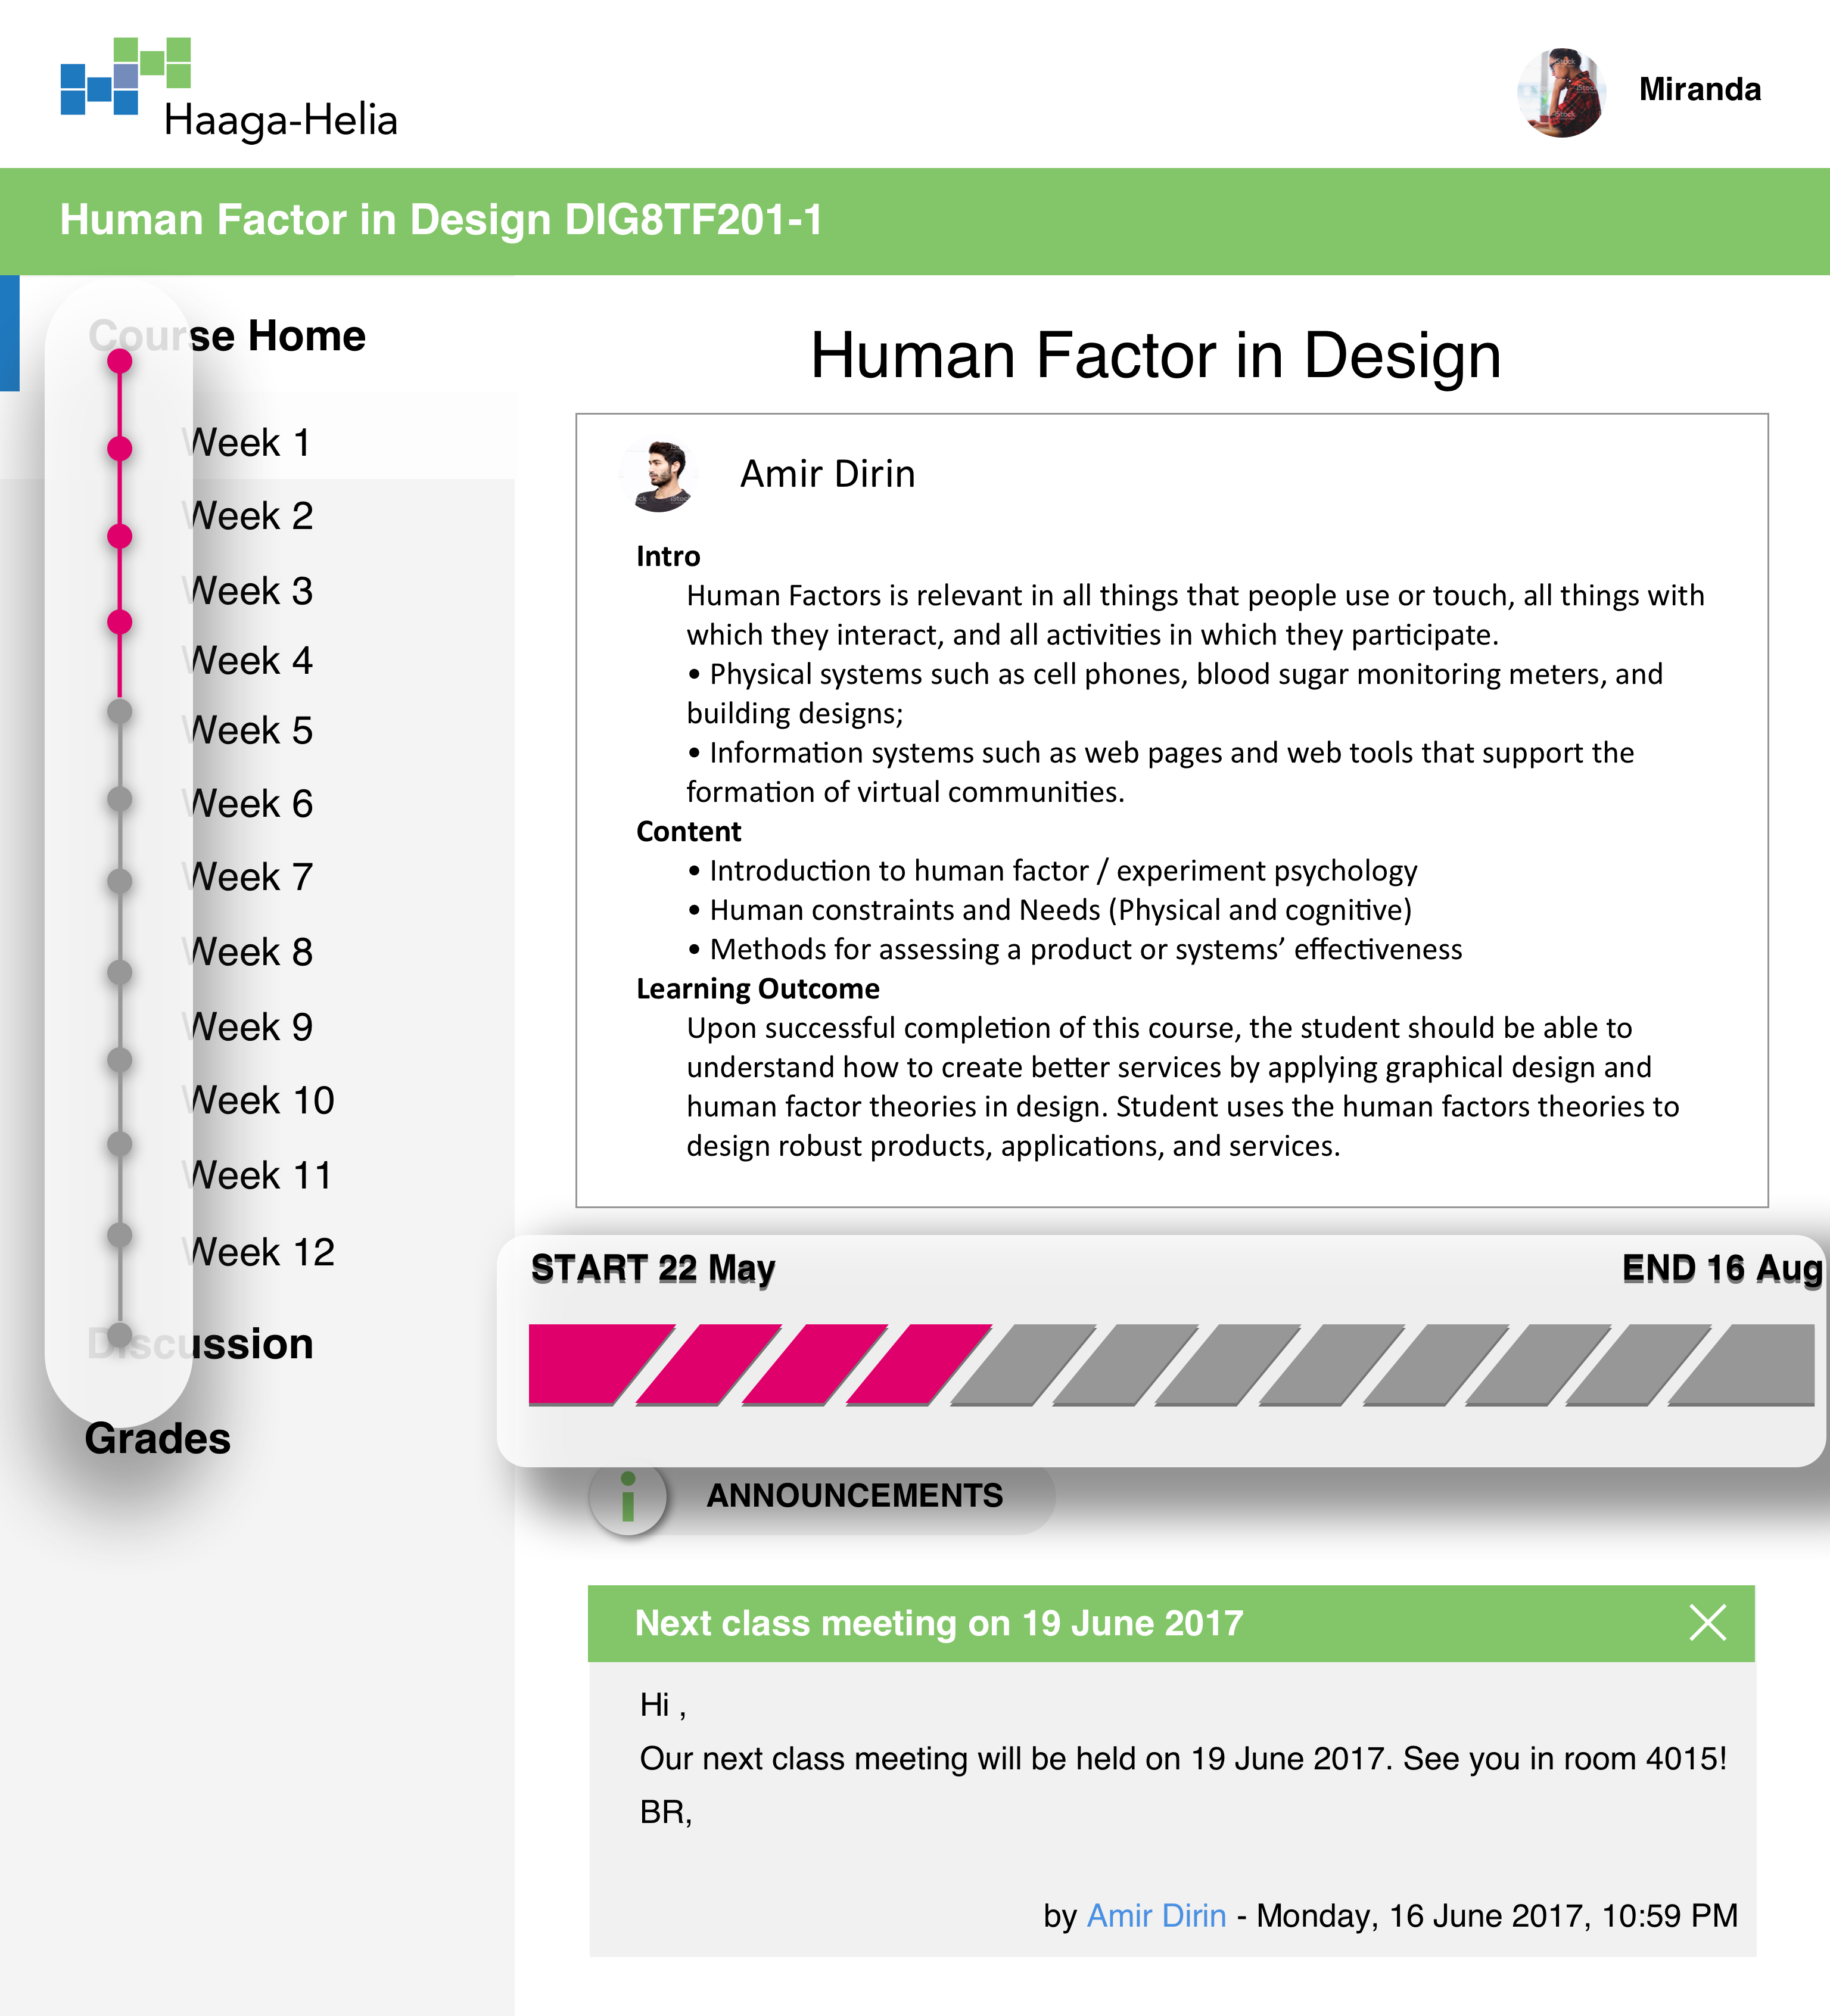 Haaga-Helia
Miranda
Human Factor in Design DIG8TF201-1
Course Home
Week 1
Week 2
Week 3
Week 4
Week 5
Week 6
Week 7
Week 8
Week 9
Week 10
Week 11
Week 12
Discussion
Grades
Human Factor in Design
Amir Dirin
Intro
Human Factors is relevant in all things that people use or touch, all things with
which they interact, and all activities in which they participate.
• Physical systems such as cell phones, blood sugar monitoring meters, and
building designs;
• Information systems such as web pages and web tools that support the
formation of virtual communities.
Content
• Introduction to human factor / experiment psychology
• Human constraints and Needs (Physical and cognitive)
• Methods for assessing a product or systems’ effectiveness
Learning Outcome
Upon successful completion of this course, the student should be able to
understand how to create better services by applying graphical design and
human factor theories in design. Student uses the human factors theories to
design robust products, applications, and services.
START 22 May
END 16 Aug
i ANNOUNCEMENTS
Next class meeting on 19 June 2017
Hi ,
Our next class meeting will be held on 19 June 2017. See you in room 4015!
BR,
by Amir Dirin - Monday, 16 June 2017, 10:59 PM